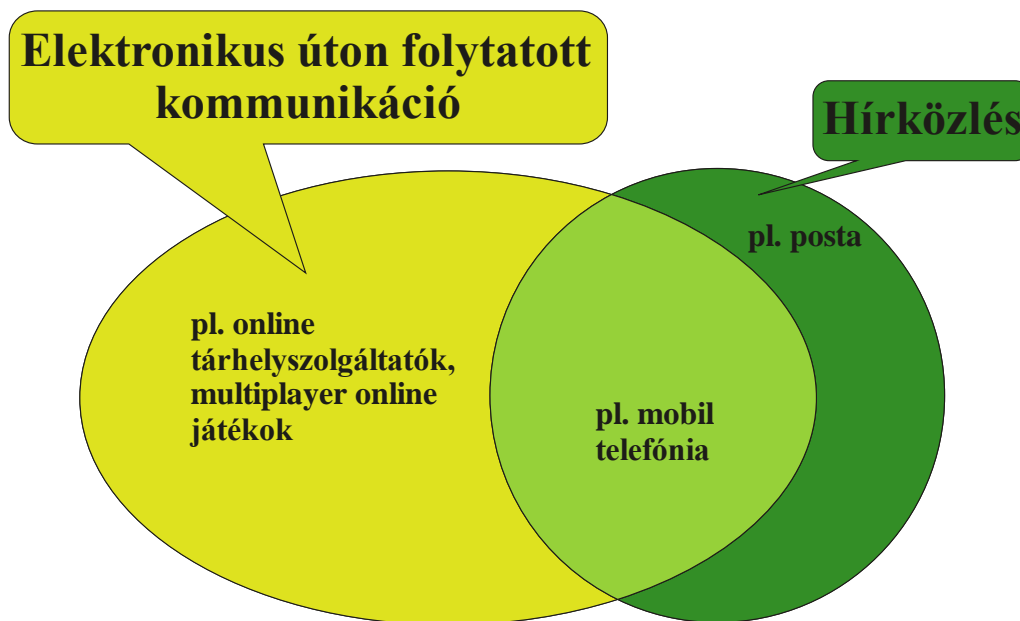 Elektronikus úton folytatott
kommunikáció
Hírközlés
pl. posta
pl. online
tárhelyszolgáltatók,
multiplayer online
játékok
pl. mobil
telefónia